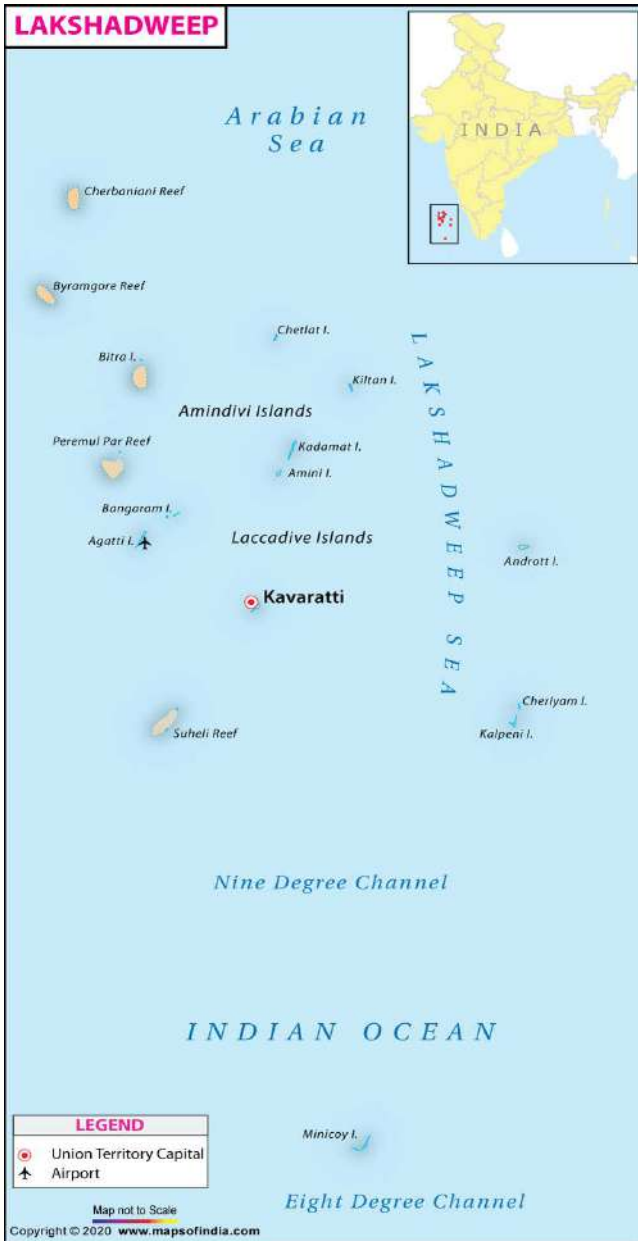 LAKSHADWEEP
Arabian
Sea
INDIA
Cherbaniani Reef
Byramgore Reef
Chetlat I.
Bitra I.
Kiltan I.
Amindivi Islands
Peremul Par Reef
Kadamat I.
Amini I.
Bangaram I.
Agatti I.
Laccadive Islands
LAKSHADWEEP SEA
Andrott I.
Kavaratti
Cheriyam I.
Suheli Reef
Kalpeni I.
Nine Degree Channel
INDIAN OCEAN
LEGEND
Union Territory Capital
Airport
Minicoy I.
Eight Degree Channel
Map not to Scale
Copyright © 2020 www.mapsofindia.com